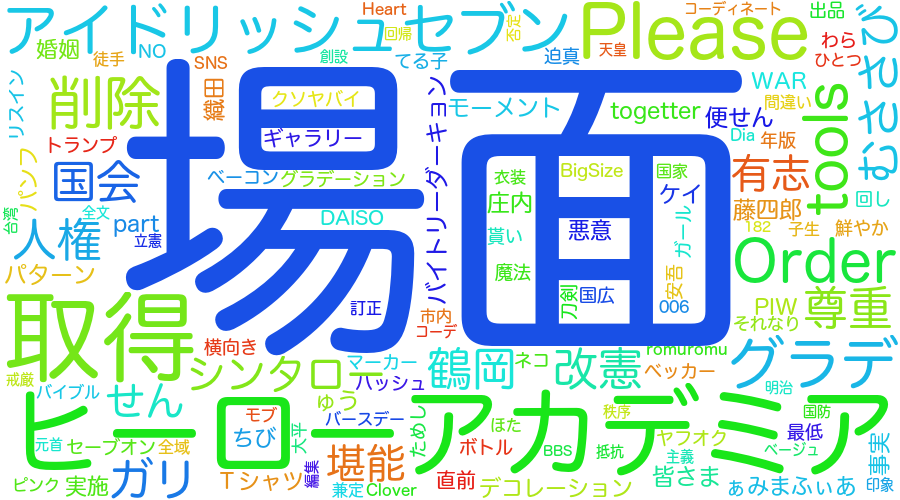 アイドリッシュセブン
Heart
回帰
否定
Please
コーディネート
出品
むささび
婚姻
NO
徒手
SNS
創設
てる子
迫真
天皇
わら
ひとつ
リスイン
削除
織田
クソヤバイ
モーメント
togetter
WAR
間違い
便せん
Dia
年版
tools
トランプ
ギャラリー
バイトリーダーキョン
パンフ
国会
ベーコン
グラデーション
衣装
BigSize
国家
ケイ
有志
回し
台湾
全文
part
DAISO
庄内
藤四郎
182
子生
鮮やか
人権
立憲
場面
貰い
悪意
ガール
パターン
魔法
安吾
Order
刀剣
国広
006
PIW
尊重
取得
訂正
市内
コーデ
それなり
横向き
romuromu
シンタロー
マーカー
鶴岡
ネコ
改憲
ベッカー
グラデ
戒厳
バイブル
せん
ハッシュ
明治
ゅう
バースデー
ヒーローアカデミア
モブ
ちび
ためし
ほた
秩序
国防
元首
セーブオン
全域
太平
堪能
ボトル
BBS
抵抗
ヤフオク
最低
事実
主義
ベージュ
ピンク
実施
ガリ
Tシャツ
編集
兼定
Clover
直前
デコレーション
皆さま
ぁみまふぃあ
印象